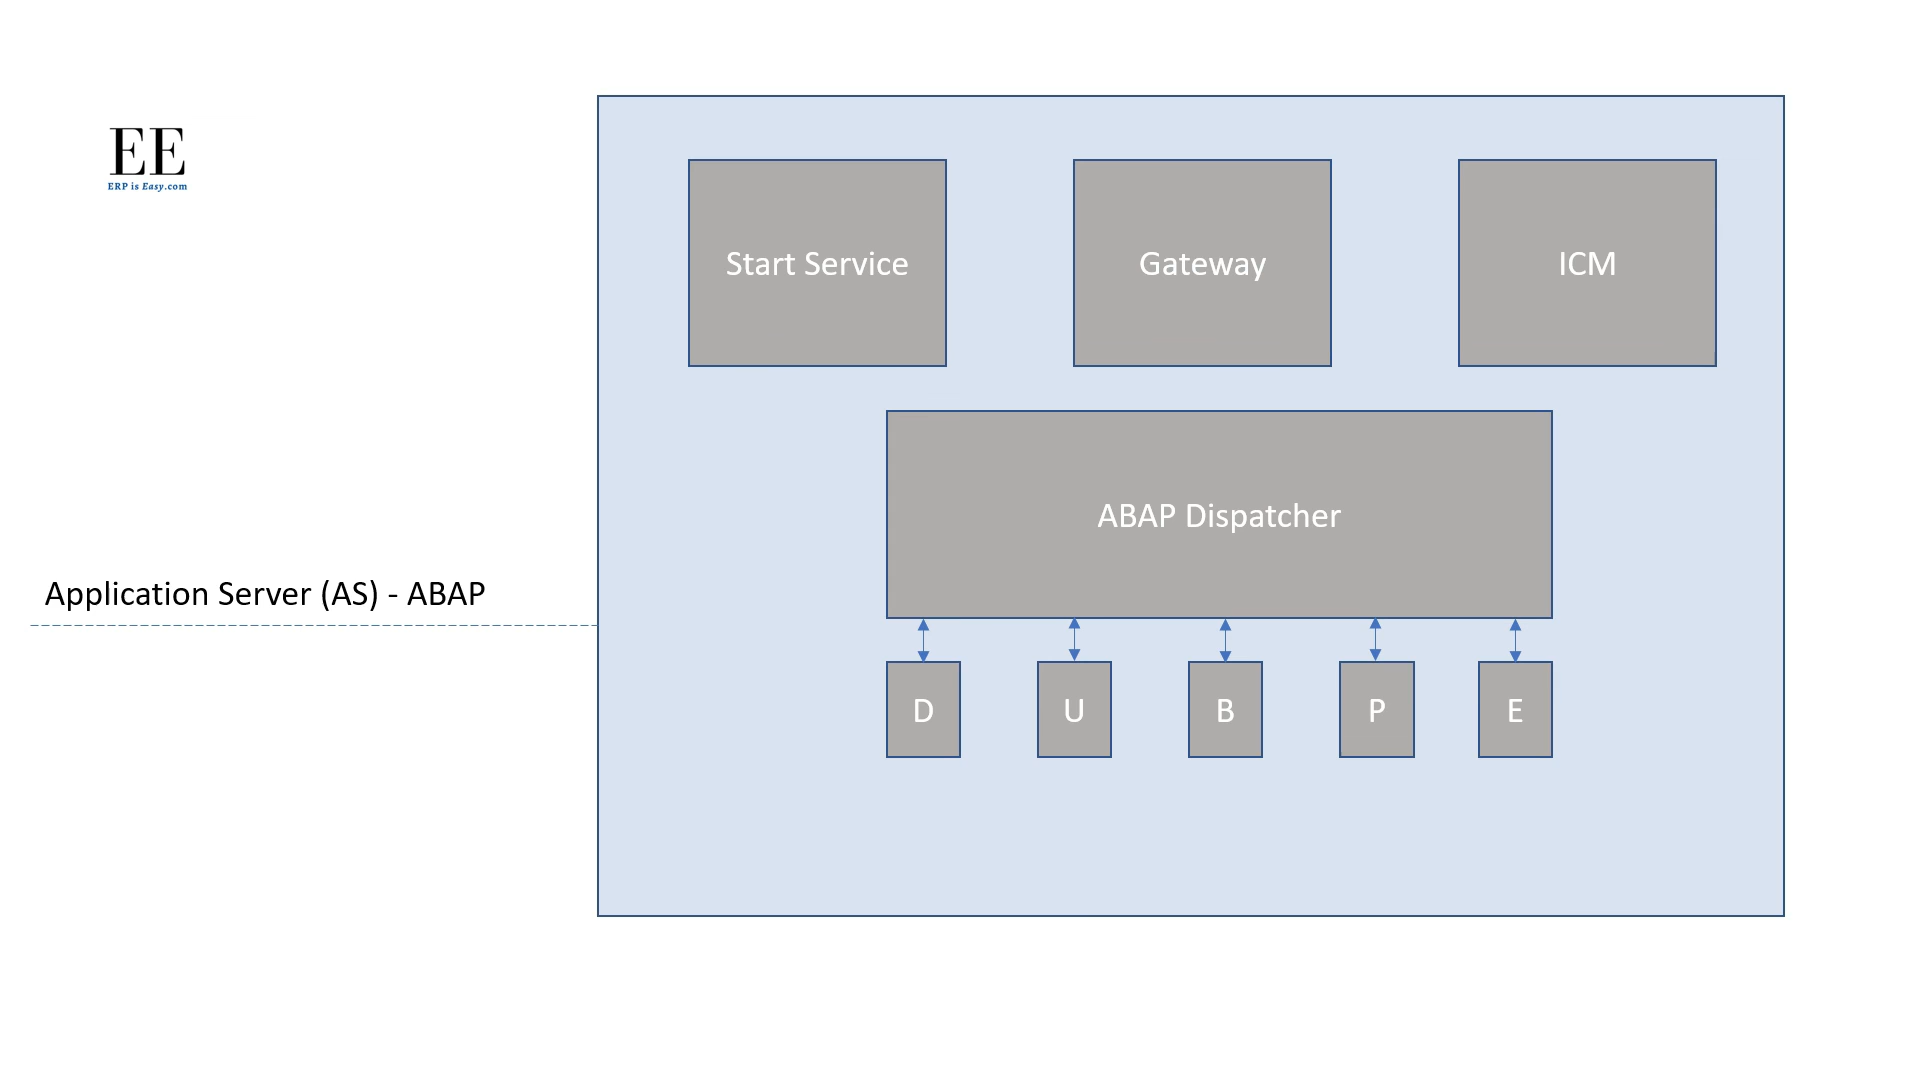 EE
ERP is Easy.com
Start Service
Gateway
ICM
ABAP Dispatcher
Application Server (AS) - ABAP
D
U
B
P
E